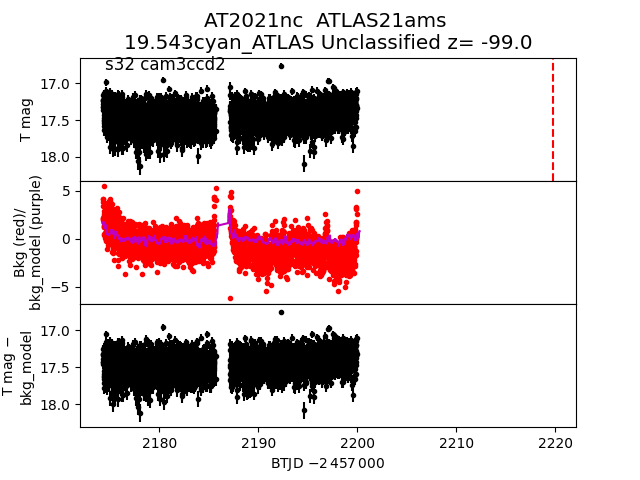 AT2021nc  ATLAS21ams
19.543cyan_ATLAS Unclassified z= -99.0
s32 cam3ccd2
17.0
17.5
18.0
T mag
5
0
−5
Bkg (red)/
bkg_model (purple)
17.0
17.5
18.0
T mag −
bkg_model
2180
2190
2200
2210
2220
BTJD −2 457 000